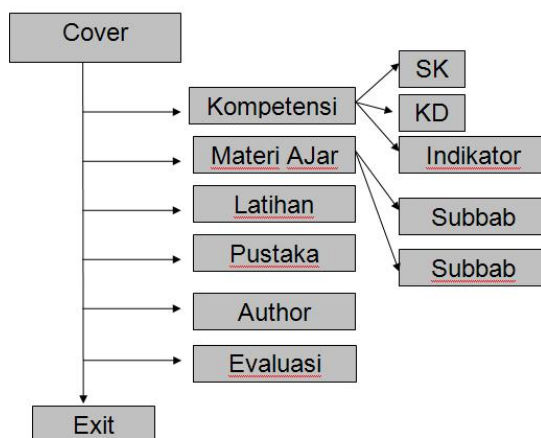 Cover
Kompetensi
SK
KD
Indikator
Materi AJar
Subbab
Subbab
Latihan
Pustaka
Author
Evaluasi
Exit